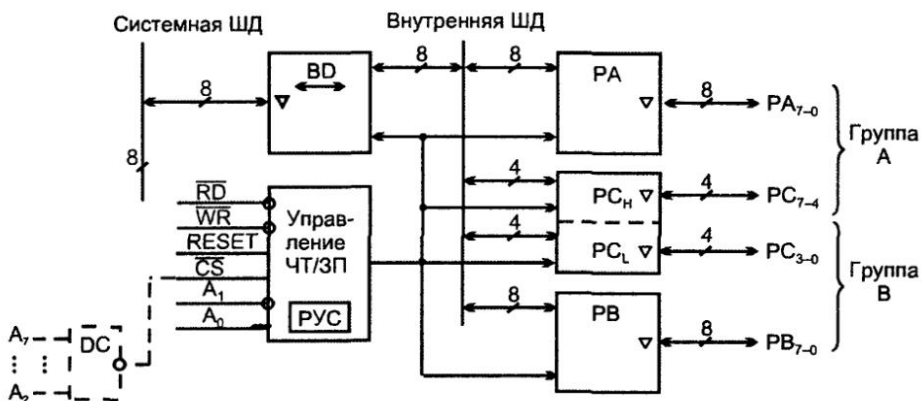 Системная ШД
Внутренняя ШД
8
BD
8
8
PA
8
PA7–0
8
Группа
A
4
PCH
4
PC7–4
RD
WR
RESET
CS
A1
A0
Управ-
ление
ЧТ/ЗП
РУС
4
PCL
4
PC3–0
Группа
B
8
PB
8
PB7–0
A7
DC
A2